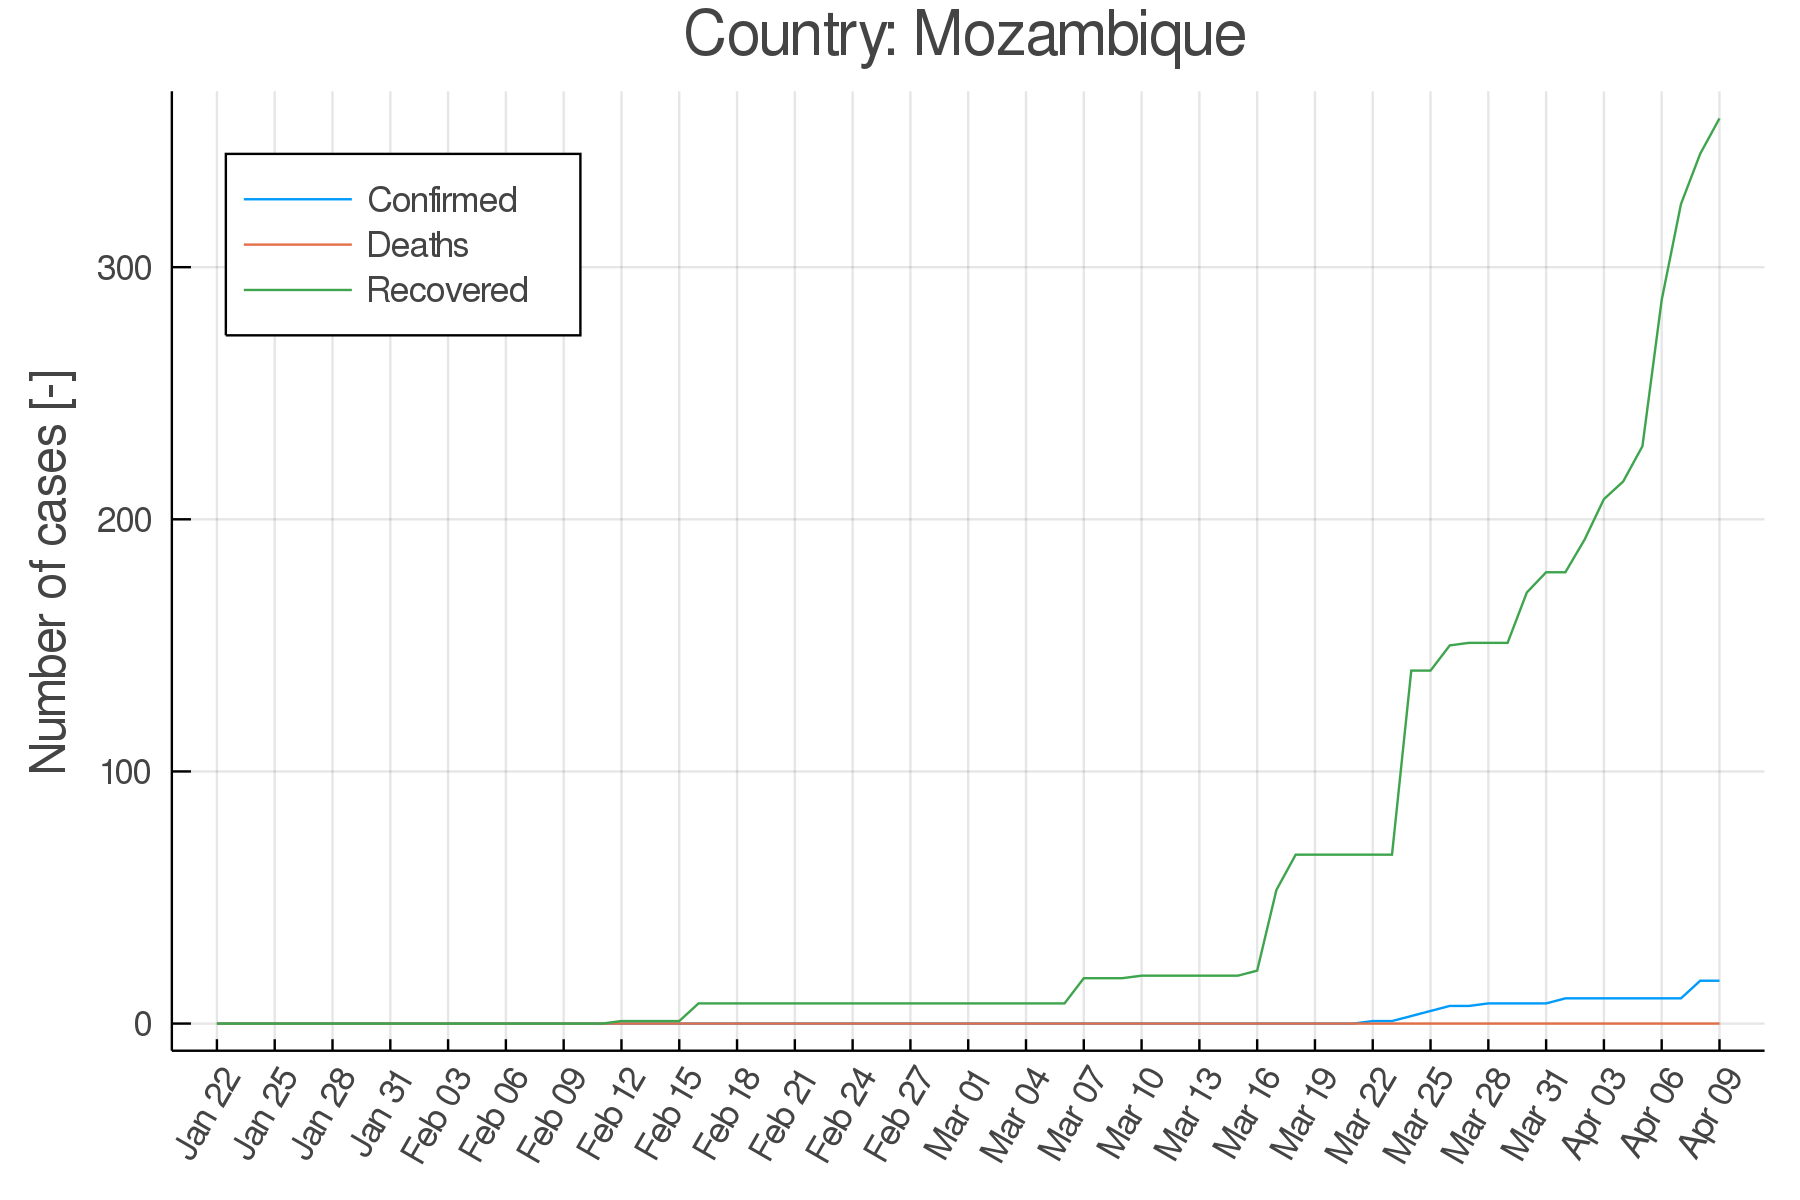 Country: Mozambique
Confirmed
Deaths
Recovered
Number of cases [-]
300
200
100
0
Jan 22
Jan 25
Jan 28
Jan 31
Feb 03
Feb 06
Feb 09
Feb 12
Feb 15
Feb 18
Feb 21
Feb 24
Feb 27
Mar 01
Mar 04
Mar 07
Mar 10
Mar 13
Mar 16
Mar 19
Mar 22
Mar 25
Mar 28
Mar 31
Apr 03
Apr 06
Apr 09